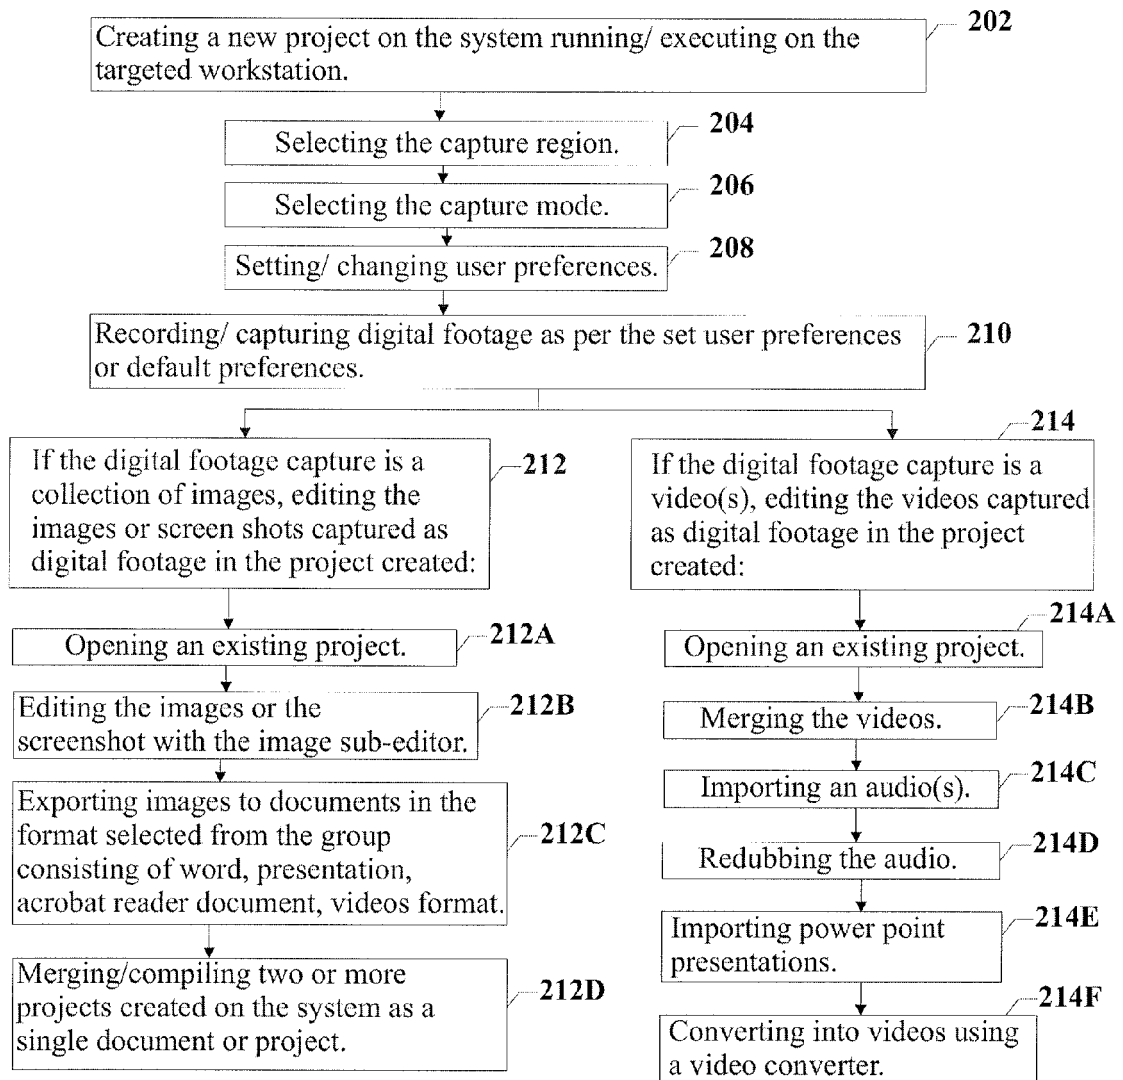 202
Creating a new project on the system running/ executing on the
targeted workstation.
204
Selecting the capture region.
206
Selecting the capture mode.
208
Setting/ changing user preferences.
210
Recording/ capturing digital footage as per the set user preferences
or default preferences.
212
If the digital footage capture is a
collection of images, editing the
images or screen shots captured as
digital footage in the project created:
212A
Opening an existing project.
212B
Editing the images or the
screenshot with the image sub-editor.
212C
Exporting images to documents in the
format selected from the group
consisting of word, presentation,
acrobat reader document, videos format.
212D
Merging/compiling two or more
projects created on the system as a
single document or project.
214
If the digital footage capture is a
video(s), editing the videos captured
as digital footage in the project
created:
214A
Opening an existing project.
214B
Merging the videos.
214C
Importing an audio(s).
214D
Redubbing the audio.
214E
Importing power point
presentations.
214F
Converting into videos using
a video converter.